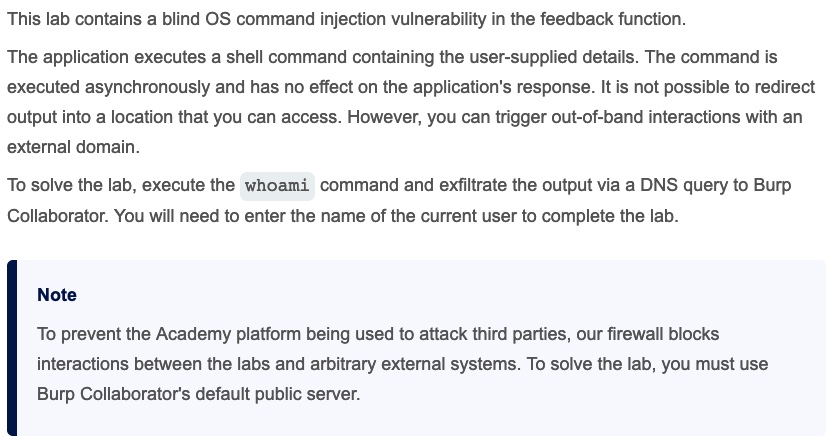 This lab contains a blind OS command injection vulnerability in the feedback function.
The application executes a shell command containing the user-supplied details. The command is
executed asynchronously and has no effect on the application's response. It is not possible to redirect
output into a location that you can access. However, you can trigger out-of-band interactions with an
external domain.
To solve the lab, execute the whoami command and exfiltrate the output via a DNS query to Burp
Collaborator. You will need to enter the name of the current user to complete the lab.
Note
To prevent the Academy platform being used to attack third parties, our firewall blocks
interactions between the labs and arbitrary external systems. To solve the lab, you must use
Burp Collaborator's default public server.